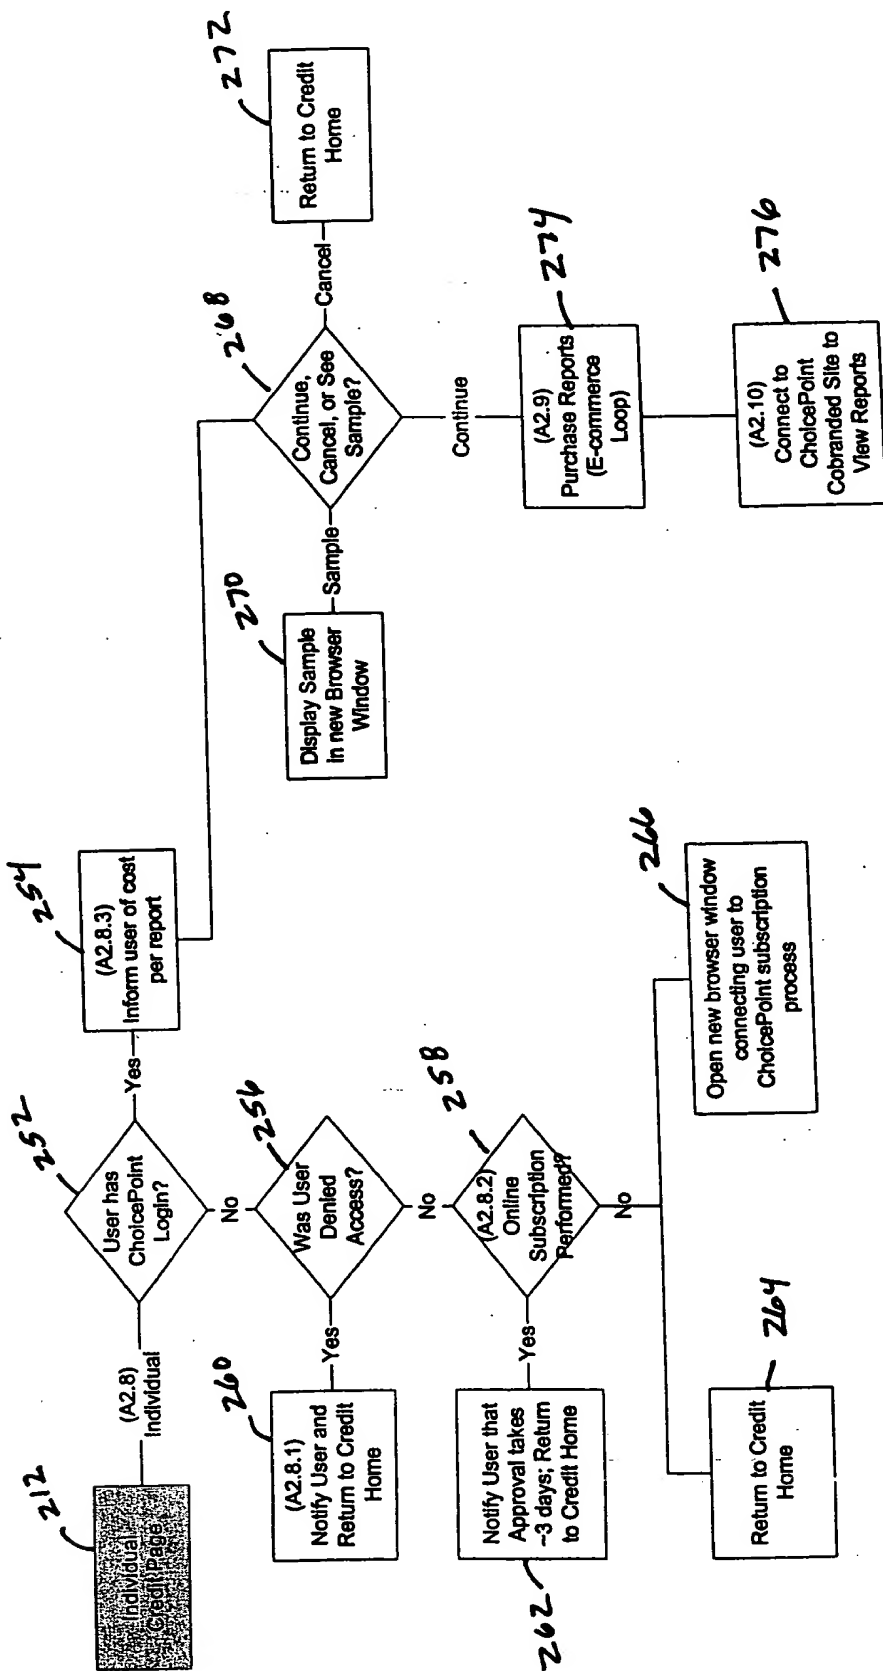 212
Individual
Credit Page
(A2.8)
Individual
252
User has
ChoicePoint
Login?
Yes
254
(A2.8.3)
Inform user of cost
per report
No
256
Was User
Denied
Access?
Yes
260
(A2.8.1)
Notify User and
Return to Credit
Home
No
258
(A2.8.2)
Online
Subscription
Performed?
Yes
262
Notify User that
Approval takes
~3 days; Return
to Credit Home
No
264
Return to Credit
Home
266
Open new browser window
connecting user to
ChoicePoint subscription
process
268
Continue,
Cancel, or See
Sample?
Sample
270
Display Sample
in new Browser
Window
Cancel
272
Return to Credit
Home
Continue
274
(A2.9)
Purchase Reports
(E-commerce
Loop)
276
(A2.10)
Connect to
ChoicePoint
Cobranded Site to
View Reports